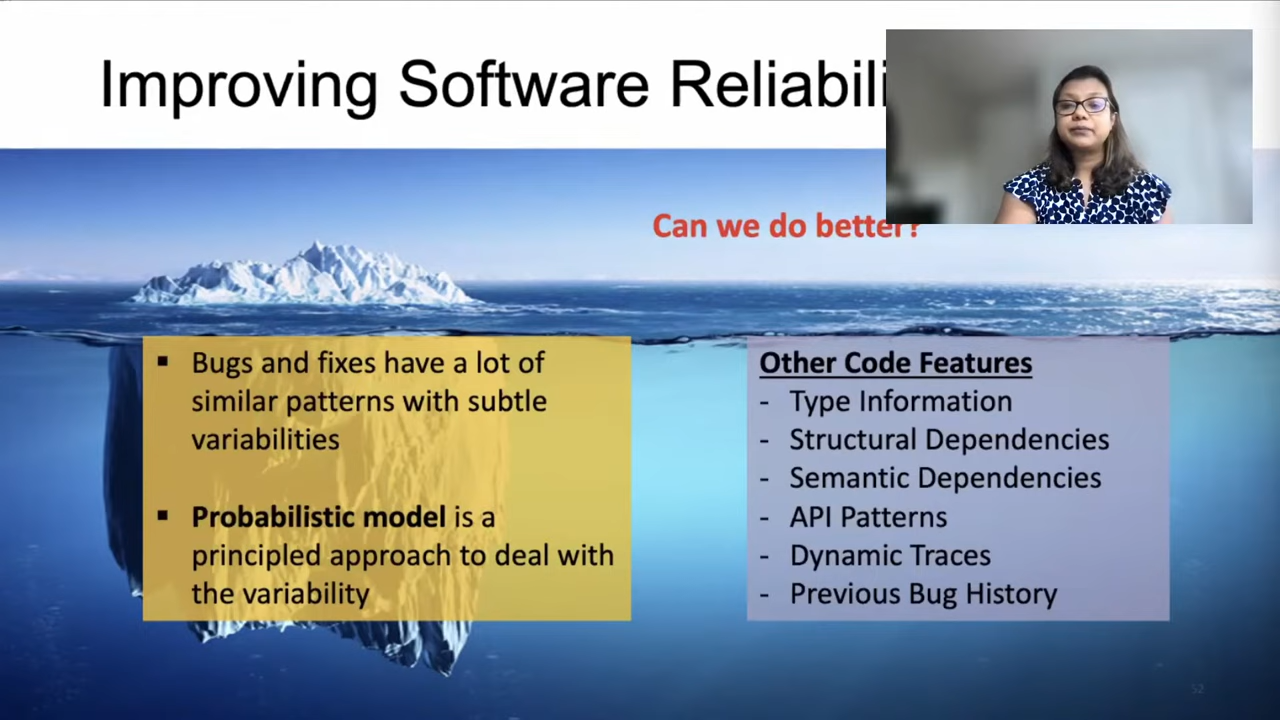 Improving Software Reliabili
Can we do better?
▪ Bugs and fixes have a lot of
similar patterns with subtle
variabilities
▪ Probabilistic model is a
principled approach to deal with
the variability
Other Code Features
- Type Information
- Structural Dependencies
- Semantic Dependencies
- API Patterns
- Dynamic Traces
- Previous Bug History
52